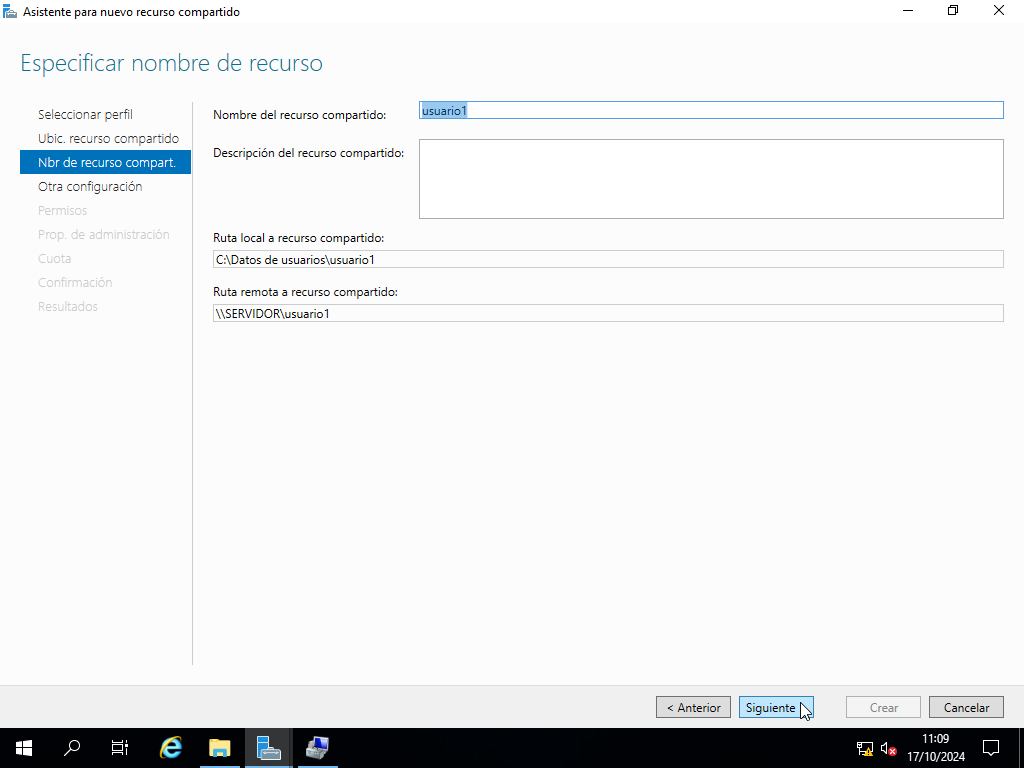 Asistente para nuevo recurso compartido
Especificar nombre de recurso
Seleccionar perfil
Ubic. recurso compartido
Nbr de recurso compart.
Otra configuración
Permisos
Prop. de administración
Cuota
Confirmación
Resultados
Nombre del recurso compartido:
usuario1
Descripción del recurso compartido:
Ruta local a recurso compartido:
C:\Datos de usuarios\usuario1
Ruta remota a recurso compartido:
\\SERVIDOR\usuario1
< Anterior
Siguiente
Crear
Cancelar
11:09
17/10/2024